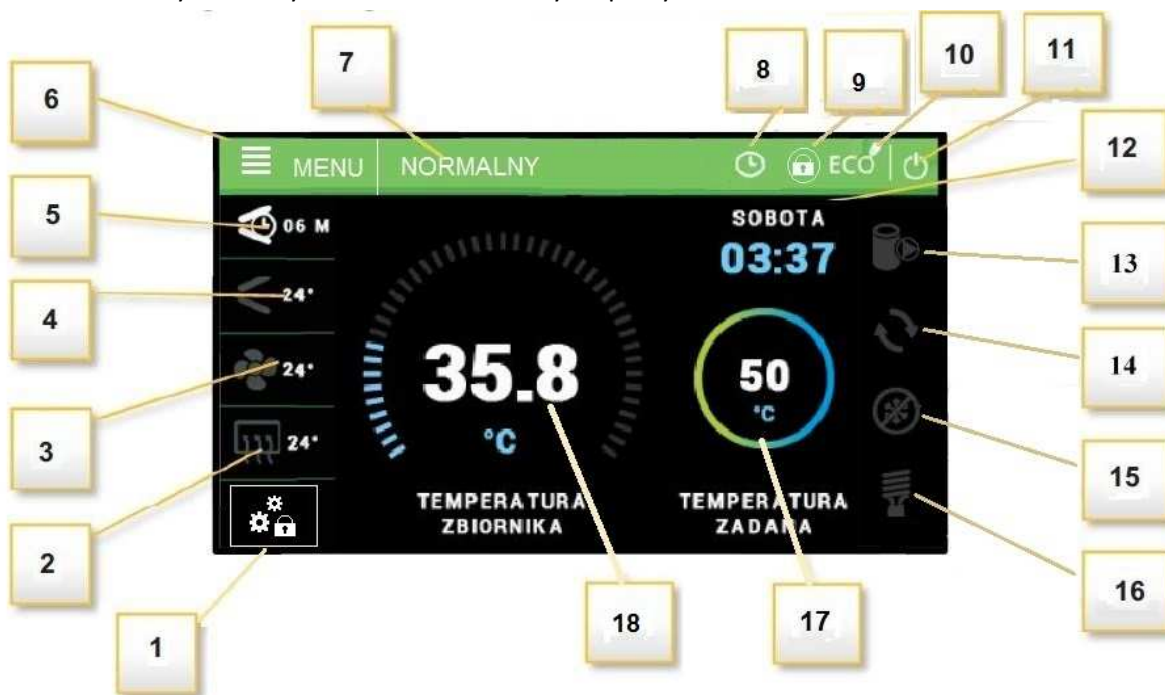 7
8
9
10
11
6
12
MENU
NORMALNY
ECO
5
06 M
SOBOTA
03:37
13
4
24°
14
3
24°
35.8
°C
50
°C
15
2
24°
TEMPERATURA
ZBIORNIKA
TEMPERATURA
ZADANA
16
1
18
17